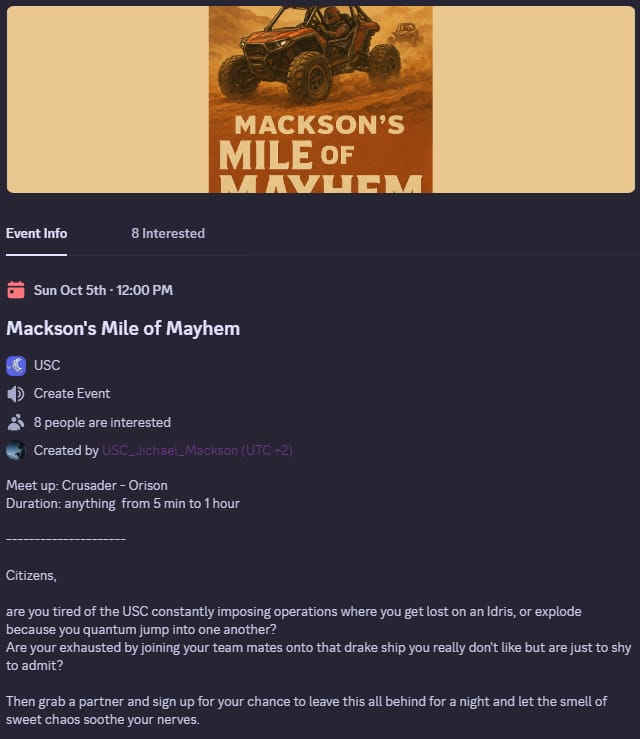 MACKSON'S
MILE OF
MAYHEM
Event Info
8 Interested
Sun Oct 5th · 12:00 PM
Mackson's Mile of Mayhem
USC
Create Event
8 people are interested
Created by USC_Jichael_Mackson (UTC +2)
Meet up: Crusader - Orison
Duration: anything  from 5 min to 1 hour
---------------------
Citizens,
are you tired of the USC constantly imposing operations where you get lost on an Idris, or explode
because you quantum jump into one another?
Are your exhausted by joining your team mates onto that drake ship you really don't like but are just to shy
to admit?
Then grab a partner and sign up for your chance to leave this all behind for a night and let the smell of
sweet chaos soothe your nerves.